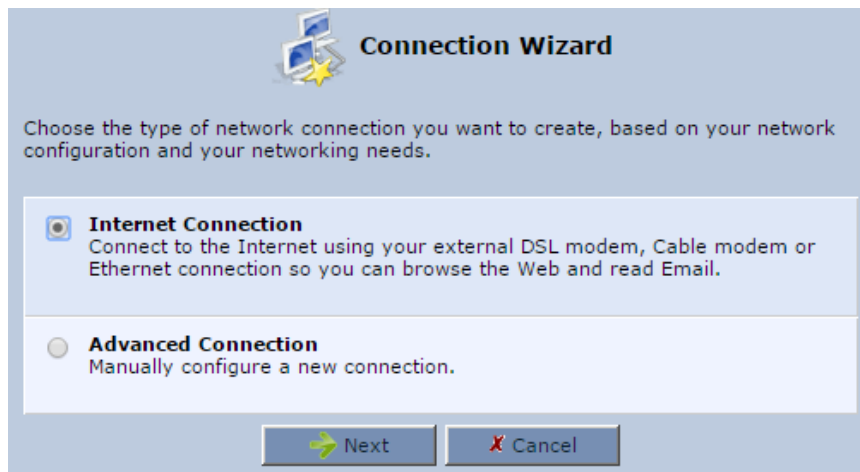 Connection Wizard
Choose the type of network connection you want to create, based on your network
configuration and your networking needs.
Internet Connection
Connect to the Internet using your external DSL modem, Cable modem or
Ethernet connection so you can browse the Web and read Email.
Advanced Connection
Manually configure a new connection.
Next
Cancel